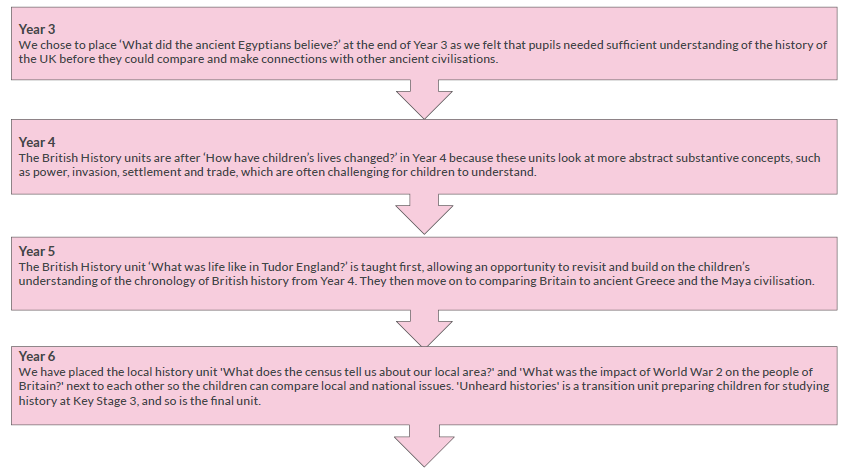 Year 3
We chose to place ‘What did the ancient Egyptians believe?’ at the end of Year 3 as we felt that pupils needed sufficient understanding of the history of
the UK before they could compare and make connections with other ancient civilisations.
Year 4
The British History units are after ‘How have children’s lives changed?’ in Year 4 because these units look at more abstract substantive concepts, such
as power, invasion, settlement and trade, which are often challenging for children to understand.
Year 5
The British History unit ‘What was life like in Tudor England?’ is taught first, allowing an opportunity to revisit and build on the children’s
understanding of the chronology of British history from Year 4. They then move on to comparing Britain to ancient Greece and the Maya civilisation.
Year 6
We have placed the local history unit 'What does the census tell us about our local area?' and 'What was the impact of World War 2 on the people of
Britain?' next to each other so the children can compare local and national issues. 'Unheard histories' is a transition unit preparing children for studying
history at Key Stage 3, and so is the final unit.